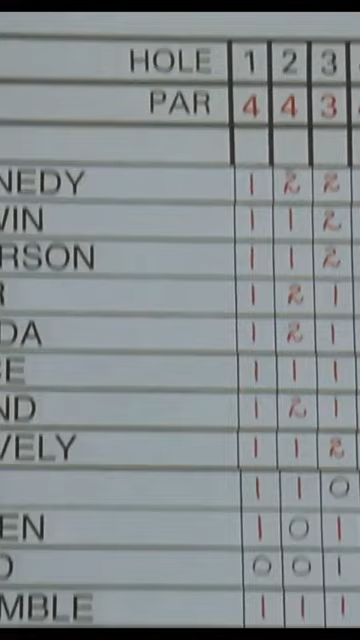 HOLE 1 2 3
PAR 4 4 3
NEDY 1 2 2
VIN 1 1 2
RSON 1 1 2
R 1 2 1
DA 1 2 1
CE 1 1 1
ND 1 2 1
VELY 1 1 2
1 1 0
EN 1 0 1
0 0 1
MBLE 1 1 1